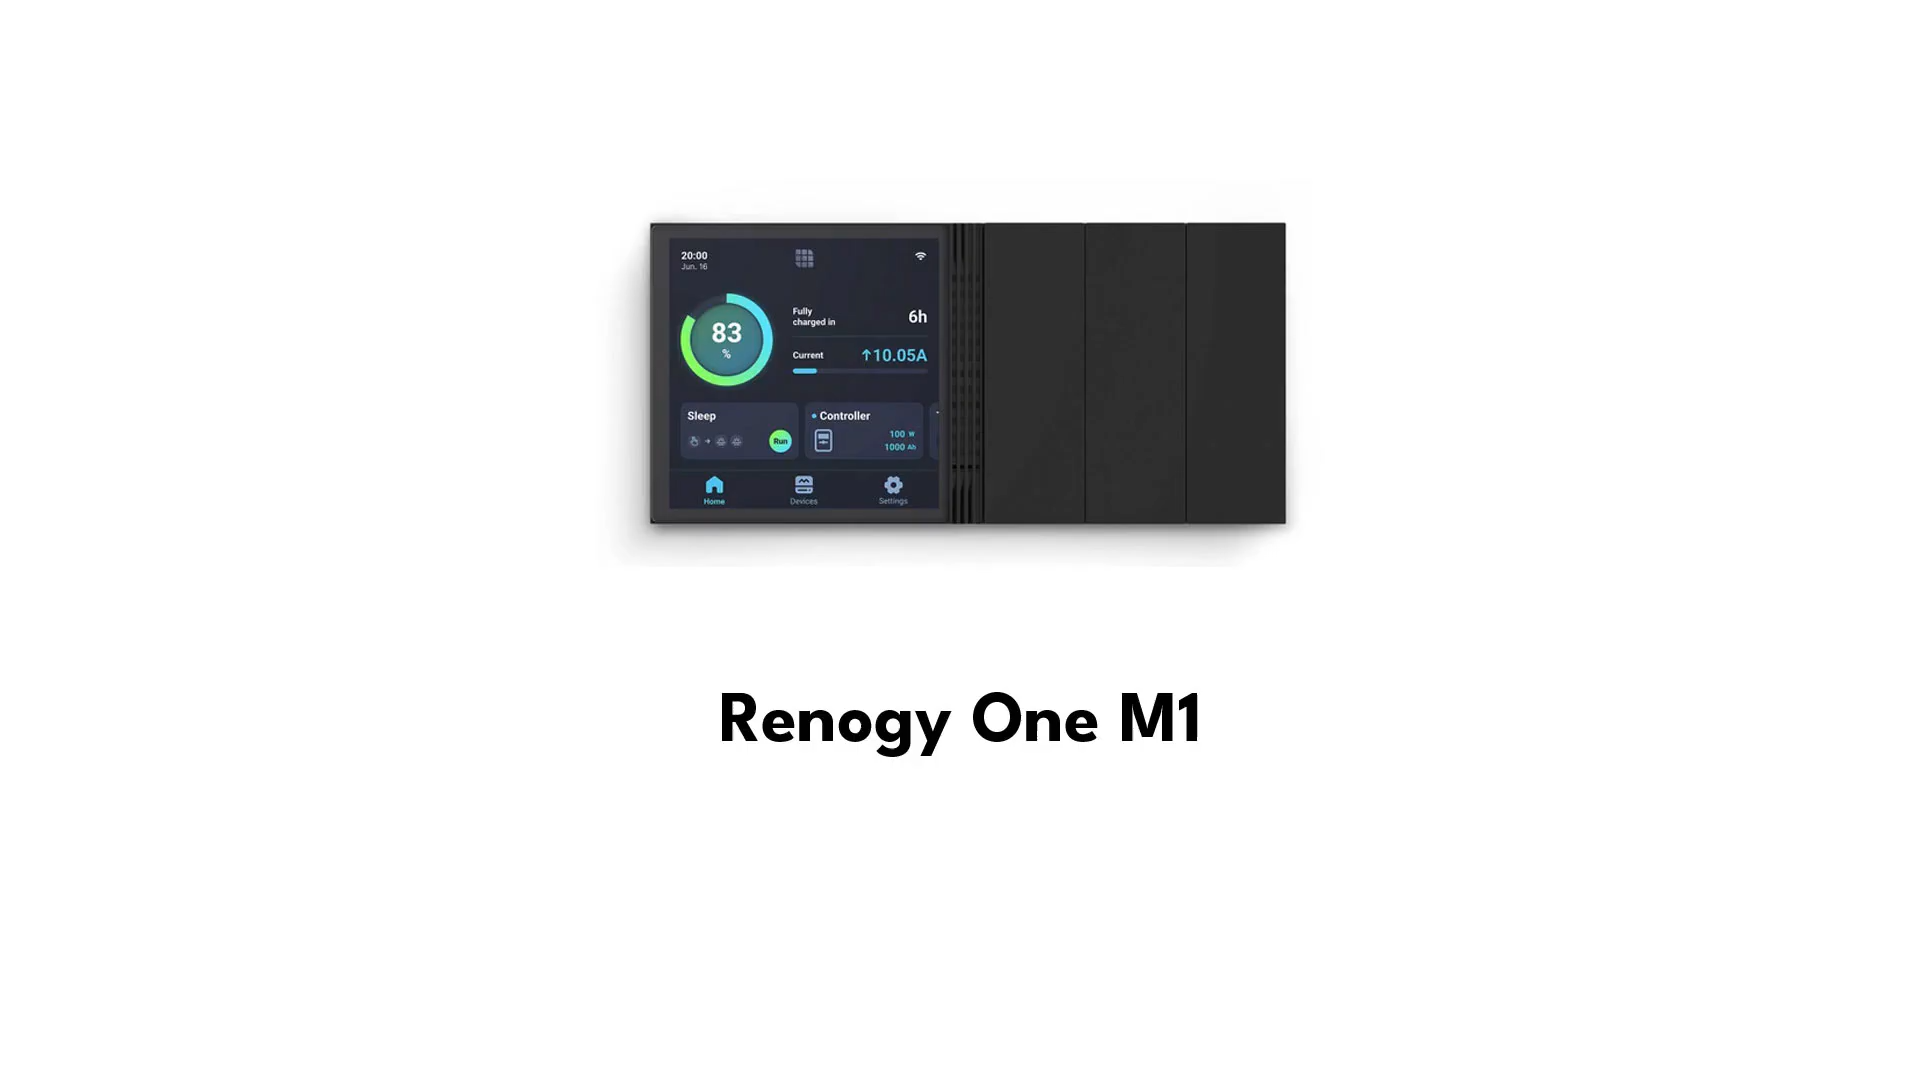 20:00
Jun. 16
83
%
Fully
charged in
6h
Current
↑10.05A
Sleep
Run
Controller
100 W
1000 Ah
Home
Devices
Settings
Renogy One M1